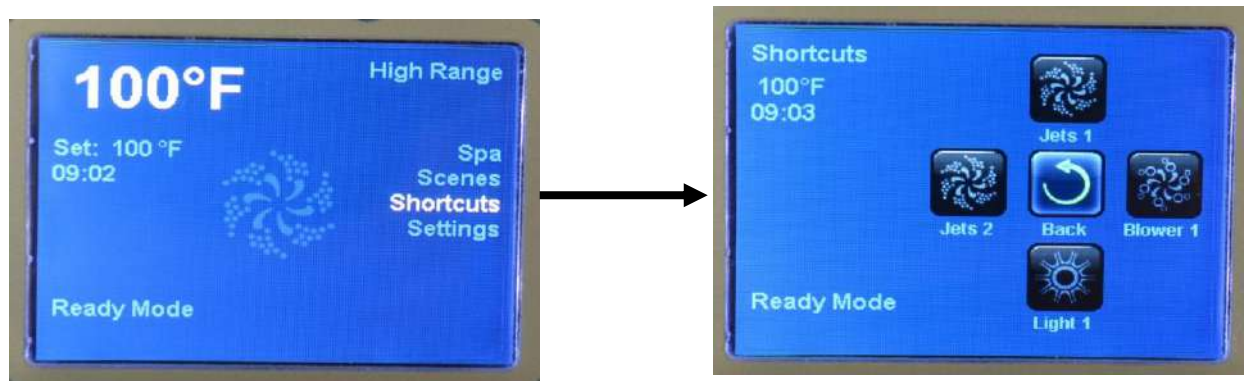 100°F
High Range
Set: 100 °F
09:02
Spa
Scenes
Shortcuts
Settings
Ready Mode
Shortcuts
100°F
09:03
Jets 1
Jets 2
Back
Blower 1
Light 1
Ready Mode